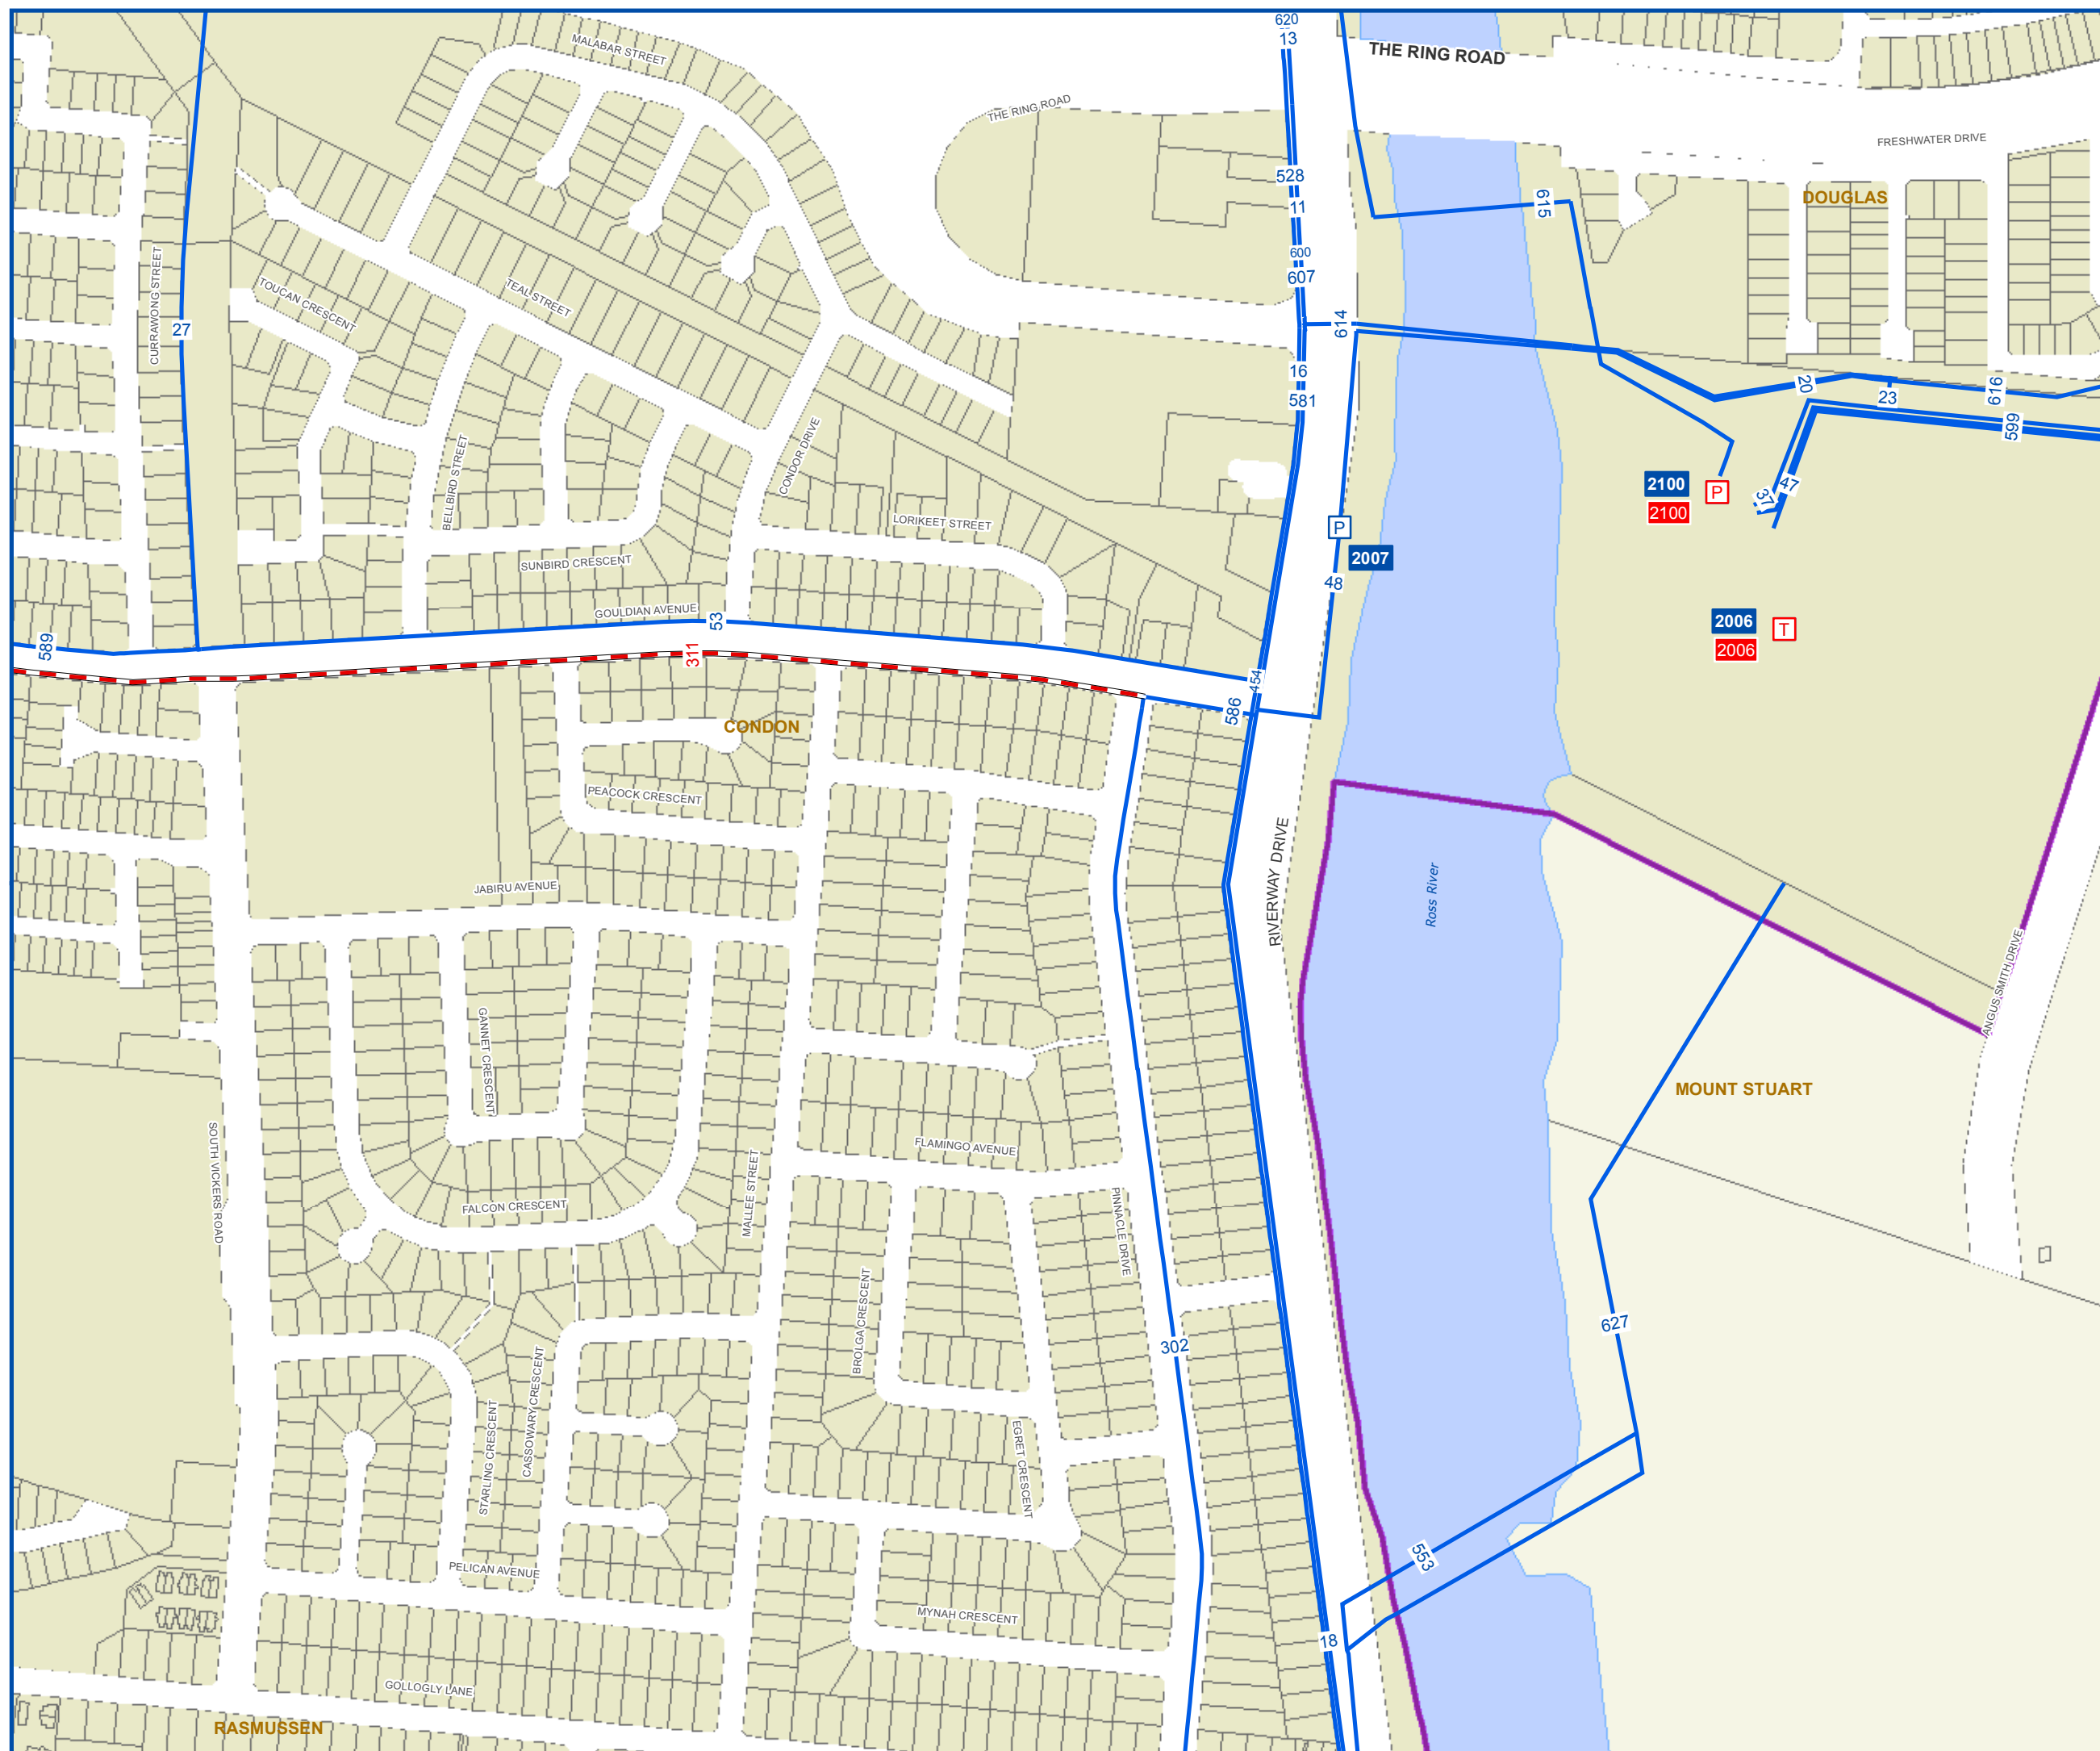 620
13
THE RING ROAD
MALABAR STREET
THE RING ROAD
FRESHWATER DRIVE
528
DOUGLAS
11
615
600
607
CURRAWONG STREET
TOUCAN CRESCENT
TEAL STREET
27
614
16
581
20
23
616
599
CONDOR DRIVE
BELLBIRD STREET
2100
P
2100
37
47
LORIKEET STREET
P
2007
SUNBIRD CRESCENT
48
GOULDIAN AVENUE
53
2006
T
2006
589
311
454
586
CONDON
PEACOCK CRESCENT
RIVERWAY DRIVE
Ross River
JABIRU AVENUE
ANGUS SMITH DRIVE
GANNET CRESCENT
MOUNT STUART
SOUTH VICKERS ROAD
FLAMINGO AVENUE
MALLEE STREET
FALCON CRESCENT
PINNACLE DRIVE
BROLGA CRESCENT
627
302
CASSOWARY CRESCENT
STARLING CRESCENT
EGRET CRESCENT
553
PELICAN AVENUE
MYNAH CRESCENT
18
GOLLOGLY LANE
RASMUSSEN